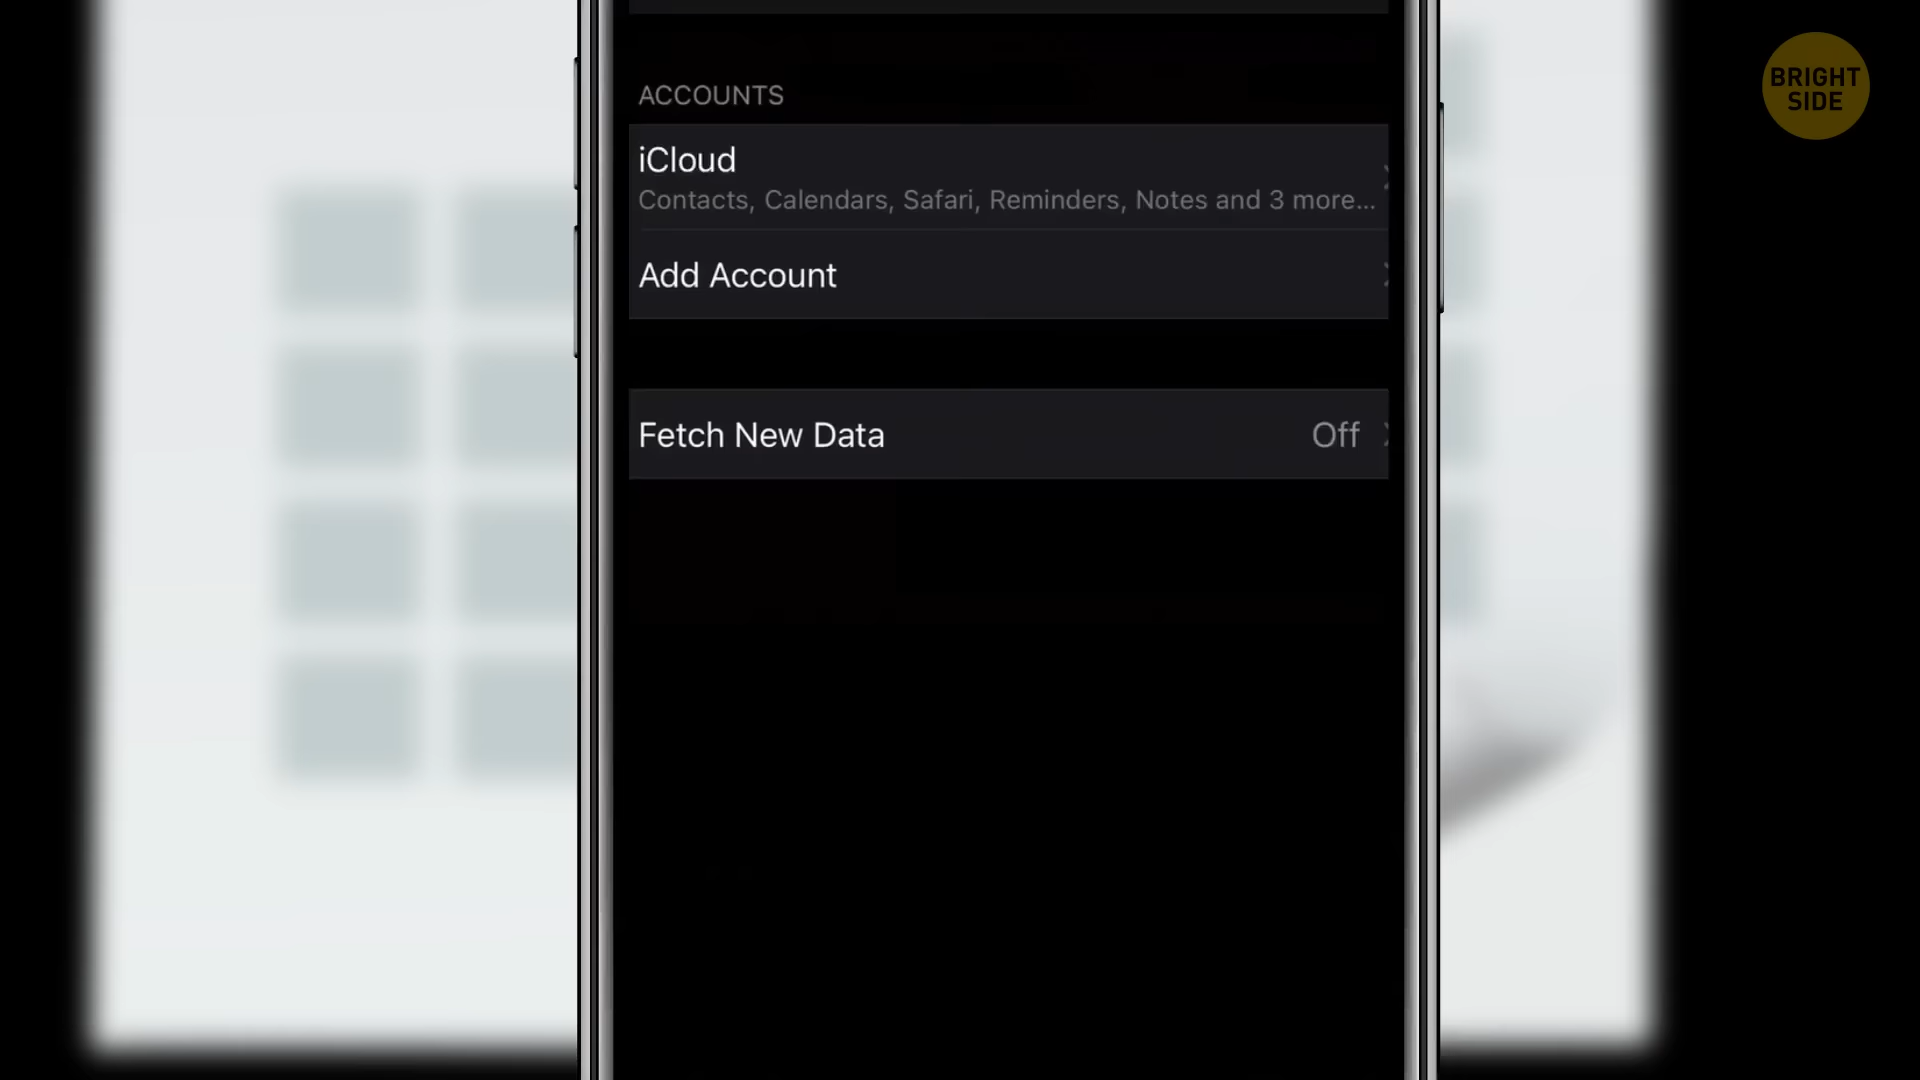 BRIGHT
SIDE
ACCOUNTS
iCloud
Contacts, Calendars, Safari, Reminders, Notes and 3 more...
Add Account
Fetch New Data Off